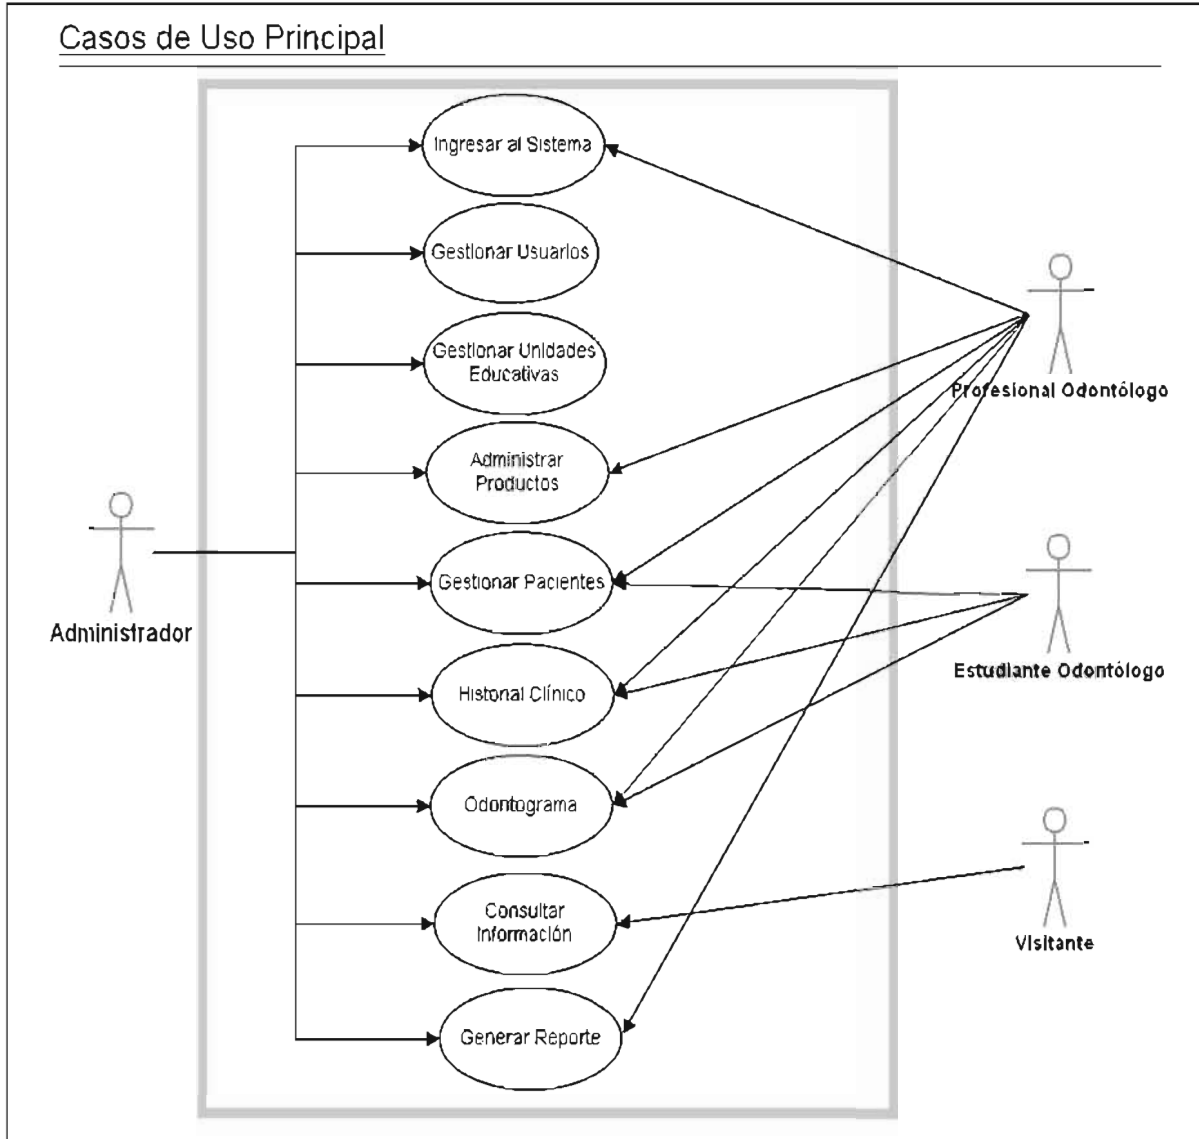 Casos de Uso Principal
Ingresar al Sistema
Gestionar Usuarios
Gestionar Unidades
Educativas
Administrar
Productos
Gestionar Pacientes
Historial Clínico
Odontograma
Consultar
Información
Generar Reporte
Administrador
Profesional Odontólogo
Estudiante Odontólogo
Visitante